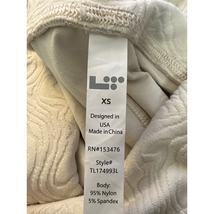 XS
Designed in
USA
Made in China
RN#153476
Style#
TL174993L
Body:
95% Nylon
5% Spandex